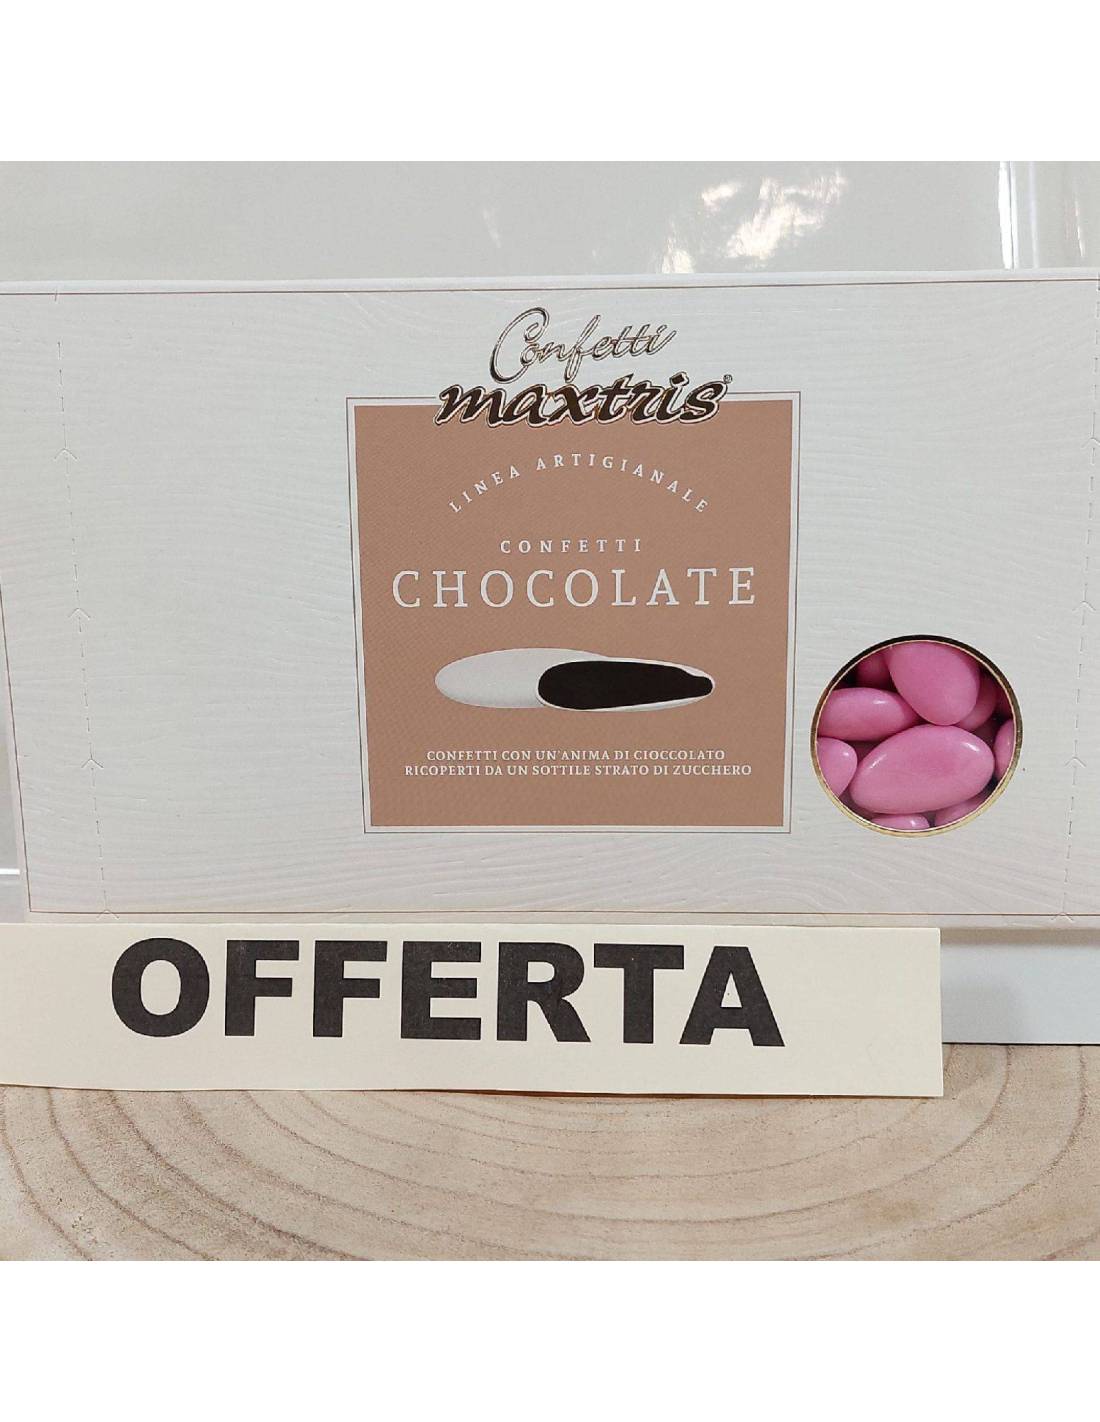 Confetti
maxtris®
LINEA ARTIGIANALE
CONFETTI
CHOCOLATE
CONFETTI CON UN'ANIMA DI CIOCCOLATO
RICOPERTI DA UN SOTTILE STRATO DI ZUCCHERO
OFFERTA